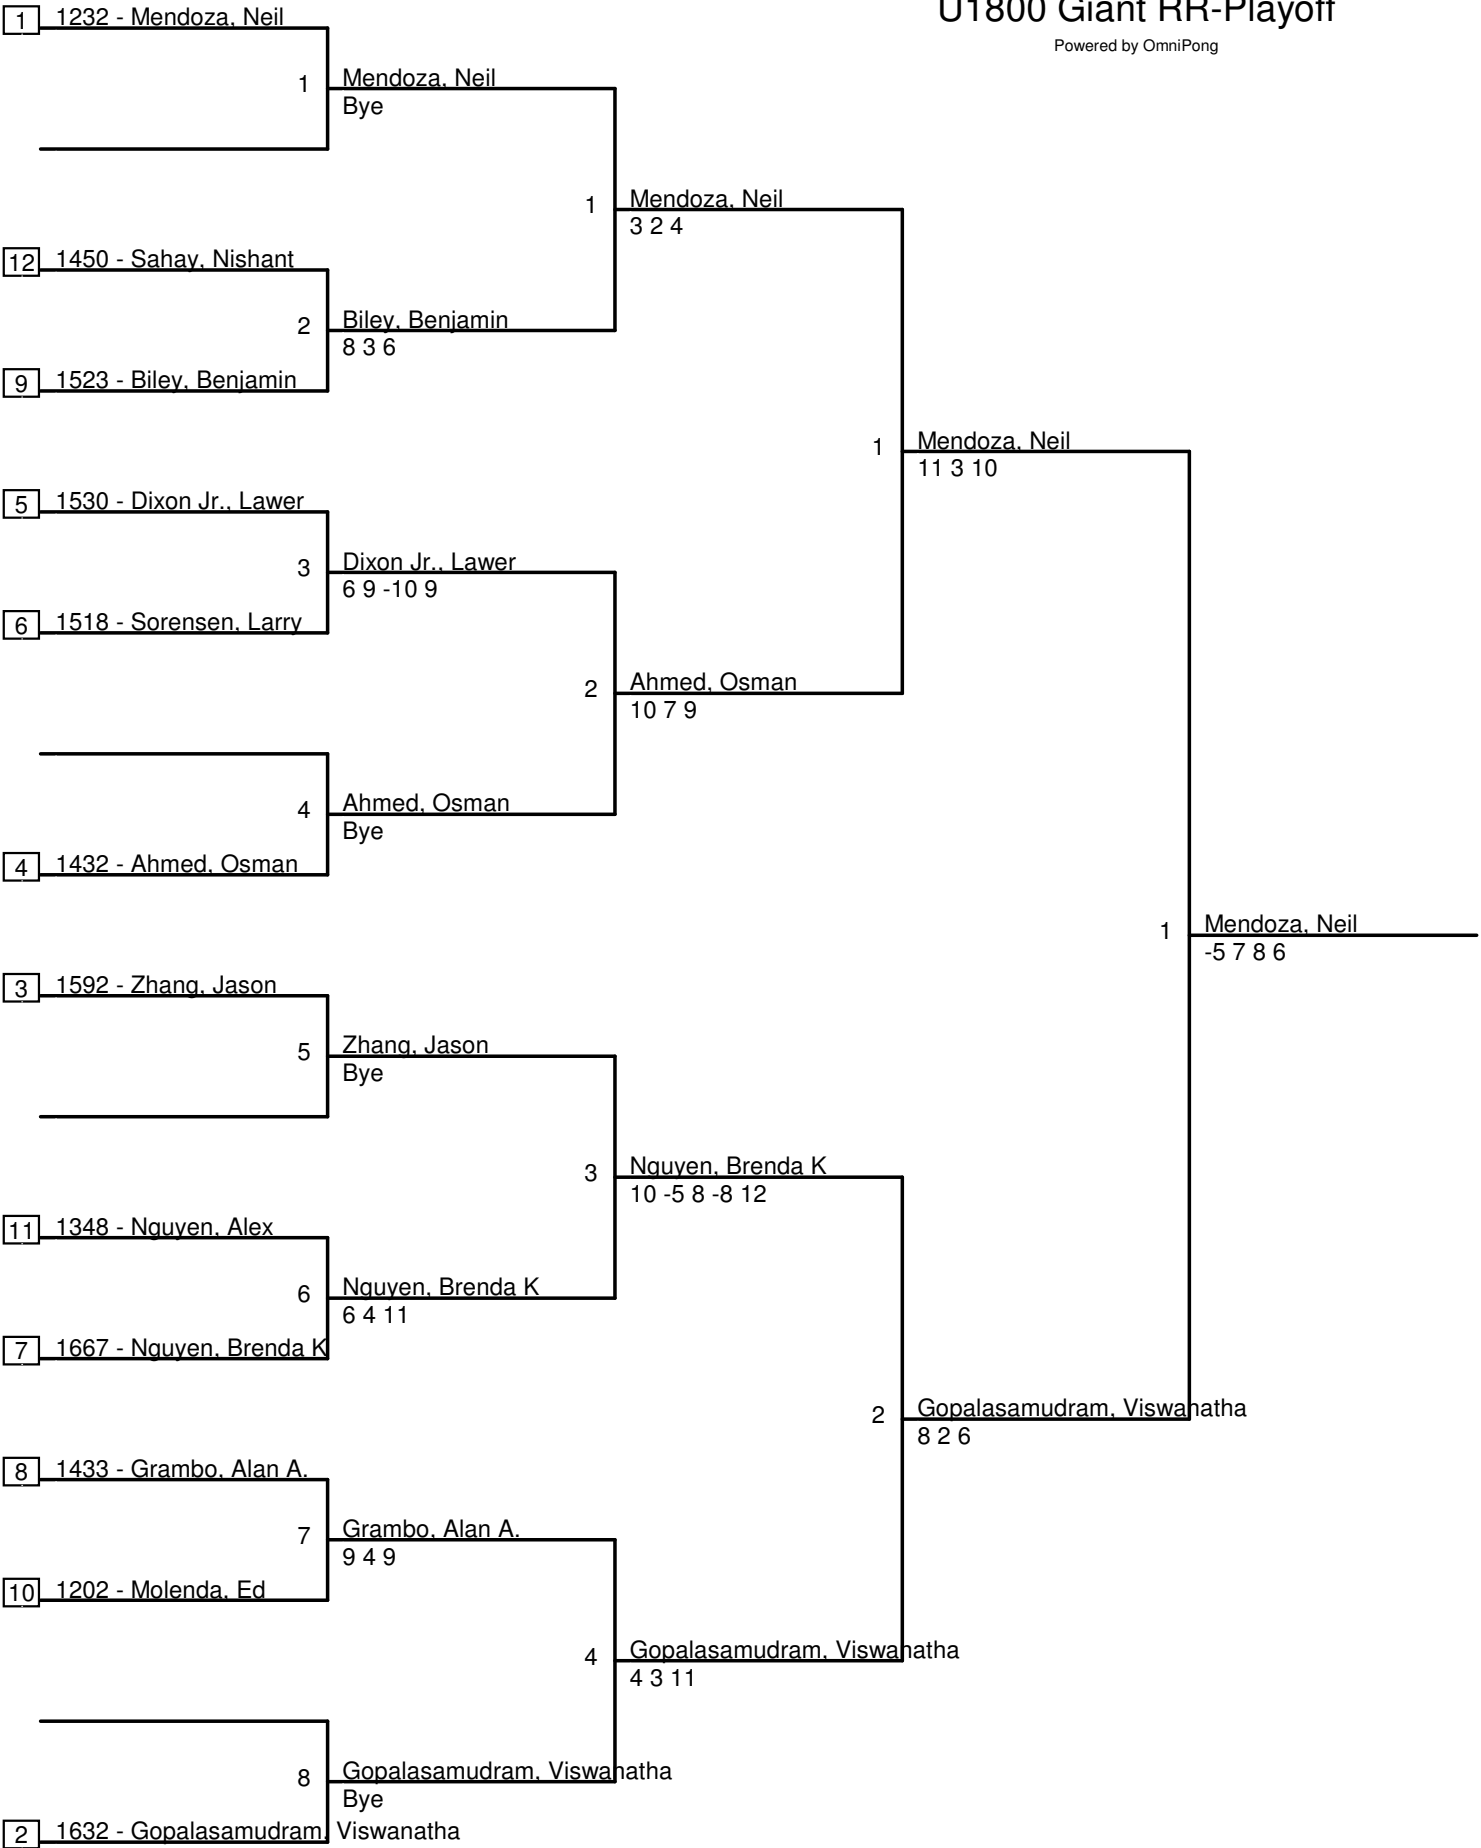 U1800 Giant RR-Playoff
Powered by OmniPong
1 1232 - Mendoza, Neil
1 Mendoza, Neil
Bye
1 Mendoza, Neil
3 2 4
12 1450 - Sahay, Nishant
2 Biley, Benjamin
8 3 6
9 1523 - Biley, Benjamin
1 Mendoza, Neil
11 3 10
5 1530 - Dixon Jr., Lawer
3 Dixon Jr., Lawer
6 9 -10 9
6 1518 - Sorensen, Larry
2 Ahmed, Osman
10 7 9
4 Ahmed, Osman
Bye
4 1432 - Ahmed, Osman
1 Mendoza, Neil
-5 7 8 6
3 1592 - Zhang, Jason
5 Zhang, Jason
Bye
3 Nguyen, Brenda K
10 -5 8 -8 12
11 1348 - Nguyen, Alex
6 Nguyen, Brenda K
6 4 11
7 1667 - Nguyen, Brenda K
2 Gopalasamudram, Viswanatha
8 2 6
8 1433 - Grambo, Alan A.
7 Grambo, Alan A.
9 4 9
10 1202 - Molenda, Ed
4 Gopalasamudram, Viswanatha
4 3 11
8 Gopalasamudram, Viswanatha
Bye
2 1632 - Gopalasamudram, Viswanatha